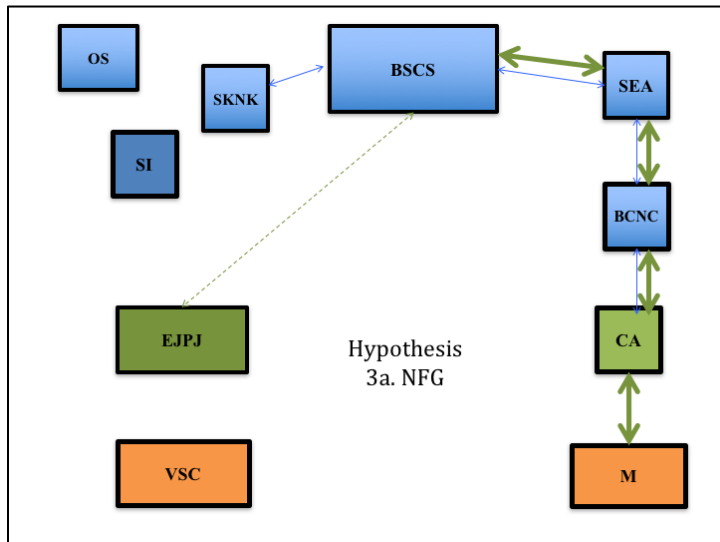 OS
SKNK
BSCS
SEA
SI
BCNC
EJPJ
Hypothesis
3a. NFG
CA
VSC
M